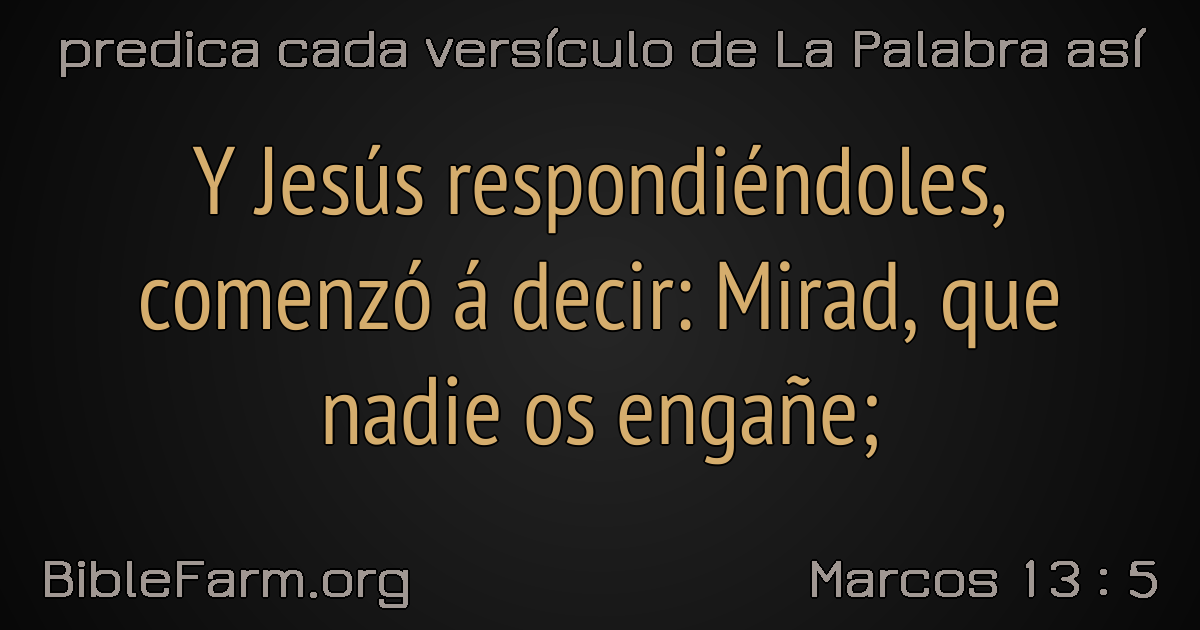 predica cada versículo de La Palabra así
Y Jesús respondiéndoles,
comenzó á decir: Mirad, que
nadie os engañe;
BibleFarm.org
Marcos 13 : 5